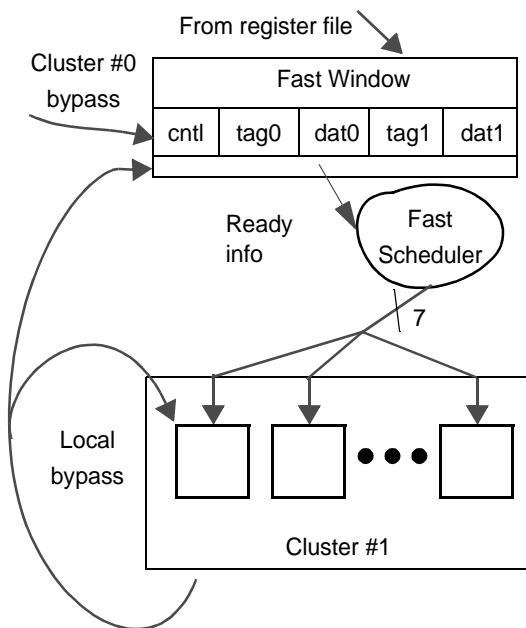 From register file
Cluster #0
bypass
Fast Window
cntl tag0 dat0 tag1 dat1
Ready
info
Fast
Scheduler
7
Local
bypass
Cluster #1